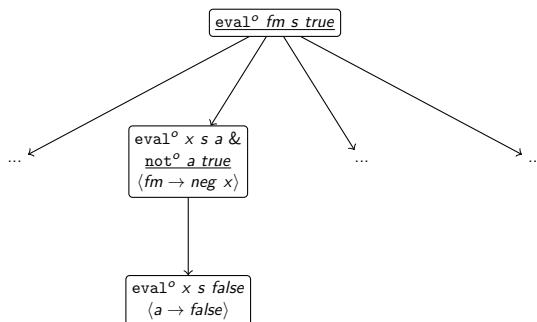 evalᵒ fm s true
evalᵒ x s a &
notᵒ a true
⟨fm → neg x⟩
...
...
...
evalᵒ x s false
⟨a → false⟩